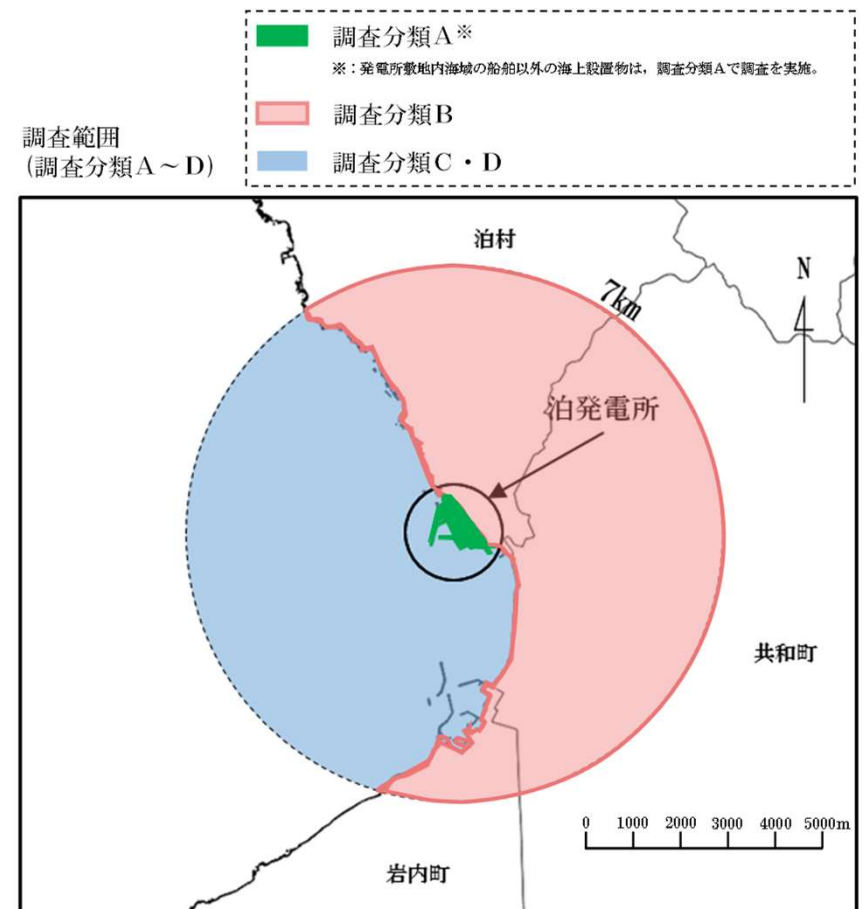 調査分類A※
※：発電所敷地内海域の船舶以外の海上設置物は，調査分類Aで調査を実施。
調査分類B
調査範囲
(調査分類A～D)
調査分類C・D
泊村
7km
N
泊発電所
共和町
0 1000 2000 3000 4000 5000m
岩内町